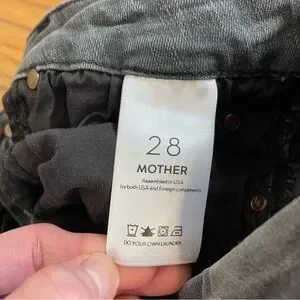 28
MOTHER
Assembled in USA
by both USA and foreign components
DO YOUR OWN LAUNDRY